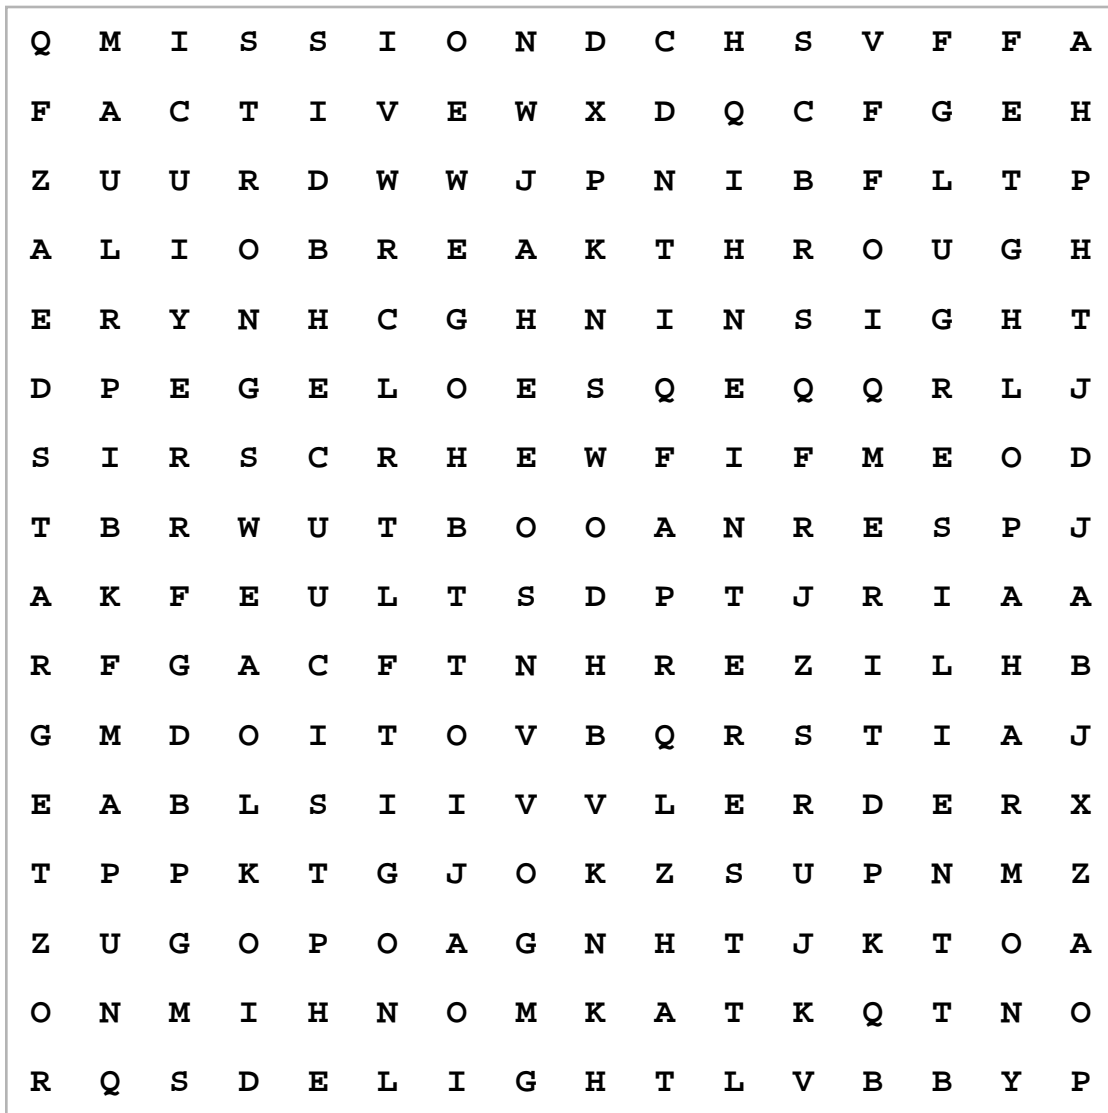 Q M I S S I O N D C H S V F F A
F A C T I V E W X D Q C F G E H
Z U U R D W W J P N I B F L T P
A L I O B R E A K T H R O U G H
E R Y N H C G H N I N S I G H T
D P E G E L O E S Q E Q Q R L J
S I R S C R H E W F I F M E O D
T B R W U T B O O A N R E S P J
A K F E U L T S D P T J R I A A
R F G A C F T N H R E Z I L H B
G M D O I T O V B Q R S T I A J
E A B L S I I V V L E R D E R X
T P P K T G J O K Z S U P N M Z
Z U G O P O A G N H T J K T O A
O N M I H N O M K A T K Q T N O
R Q S D E L I G H T L V B B Y P